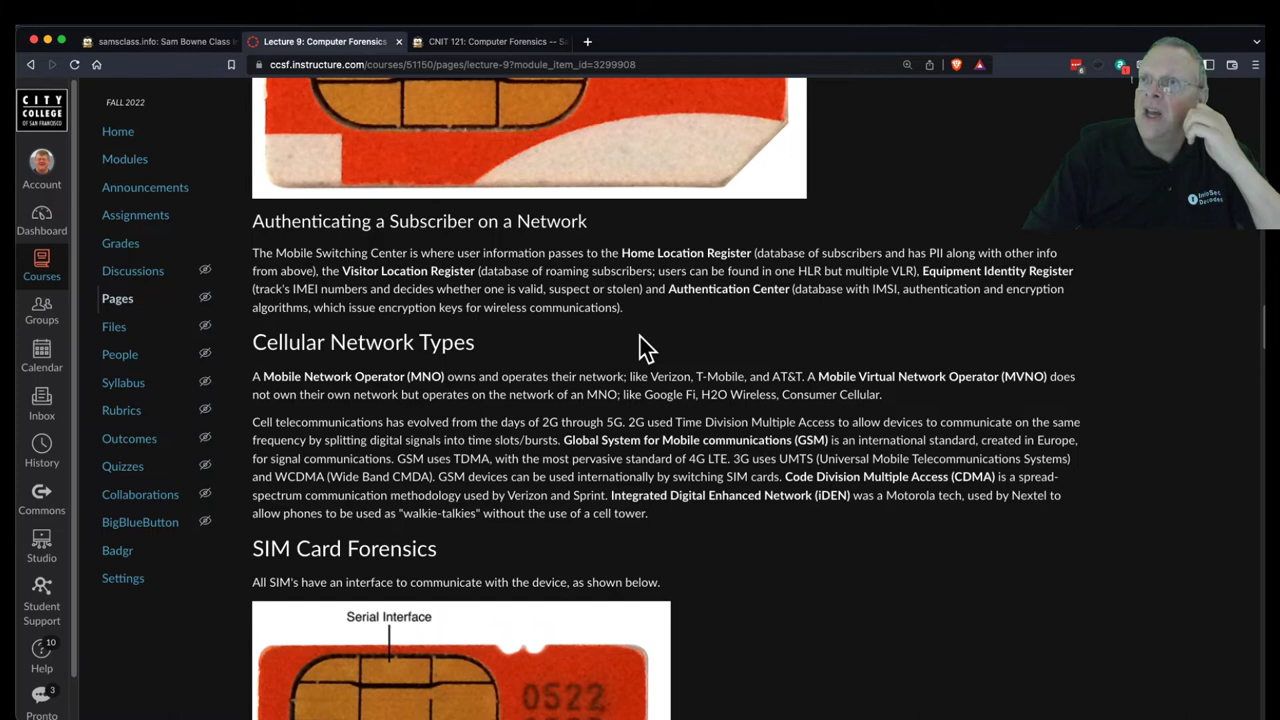 samsclass.info: Sam Bowne Class In
Lecture 9: Computer Forensics
CNIT 121: Computer Forensics -- Sa
ccsf.instructure.com/courses/51150/pages/lecture-9?module_item_id=3299908
6
1
CITY
COLLEGE
OF SAN FRANCISCO
Account
Dashboard
Courses
Groups
Calendar
10
Inbox
History
Commons
Studio
Student
Support
10
Help
3
Pronto
FALL 2022
Home
Modules
Announcements
Assignments
Grades
Discussions
Pages
Files
People
Syllabus
Rubrics
Outcomes
Quizzes
Collaborations
BigBlueButton
Badgr
Settings
InfoSec
Decoded
Authenticating a Subscriber on a Network
The Mobile Switching Center is where user information passes to the Home Location Register (database of subscribers and has PII along with other info
from above), the Visitor Location Register (database of roaming subscribers; users can be found in one HLR but multiple VLR), Equipment Identity Register
(track's IMEI numbers and decides whether one is valid, suspect or stolen) and Authentication Center (database with IMSI, authentication and encryption
algorithms, which issue encryption keys for wireless communications).
Cellular Network Types
A Mobile Network Operator (MNO) owns and operates their network; like Verizon, T-Mobile, and AT&T. A Mobile Virtual Network Operator (MVNO) does
not own their own network but operates on the network of an MNO; like Google Fi, H2O Wireless, Consumer Cellular.
Cell telecommunications has evolved from the days of 2G through 5G. 2G used Time Division Multiple Access to allow devices to communicate on the same
frequency by splitting digital signals into time slots/bursts. Global System for Mobile communications (GSM) is an international standard, created in Europe,
for signal communications. GSM uses TDMA, with the most pervasive standard of 4G LTE. 3G uses UMTS (Universal Mobile Telecommunications Systems)
and WCDMA (Wide Band CMDA). GSM devices can be used internationally by switching SIM cards. Code Division Multiple Access (CDMA) is a spread-
spectrum communication methodology used by Verizon and Sprint. Integrated Digital Enhanced Network (iDEN) was a Motorola tech, used by Nextel to
allow phones to be used as "walkie-talkies" without the use of a cell tower.
SIM Card Forensics
All SIM's have an interface to communicate with the device, as shown below.
Serial Interface
0522